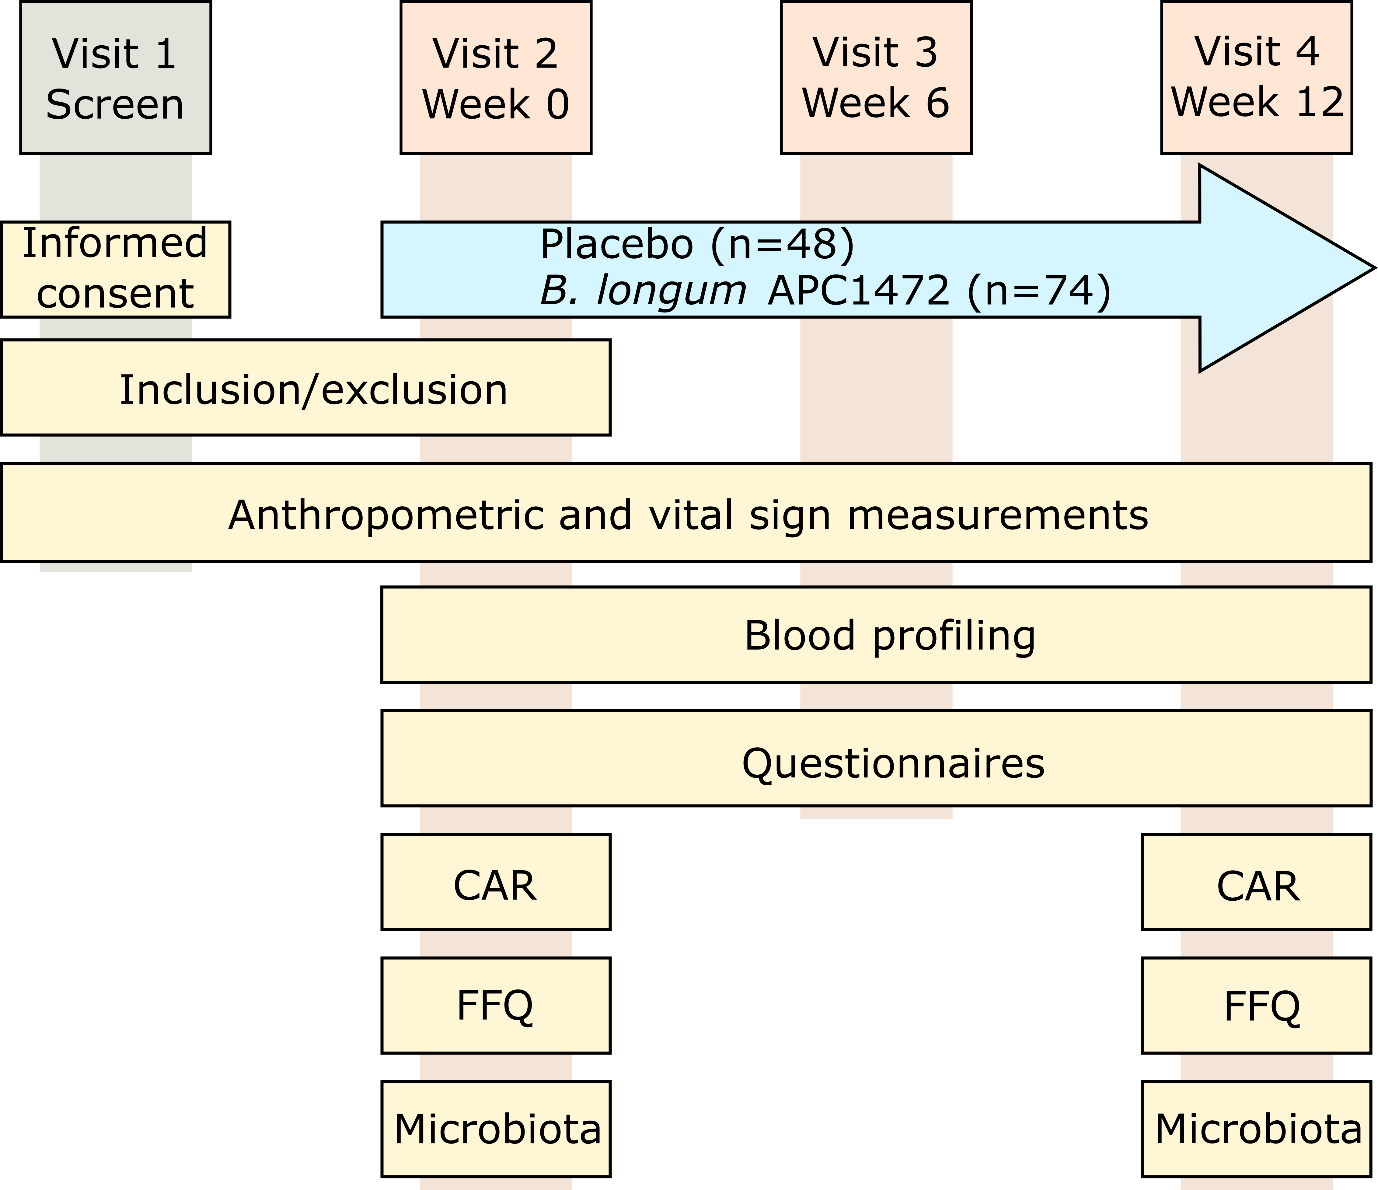 Visit 1
Screen
Visit 2
Week 0
Visit 3
Week 6
Visit 4
Week 12
Informed
consent
Placebo (n=48)
B. longum APC1472 (n=74)
Inclusion/exclusion
Anthropometric and vital sign measurements
Blood profiling
Questionnaires
CAR
CAR
FFQ
FFQ
Microbiota
Microbiota